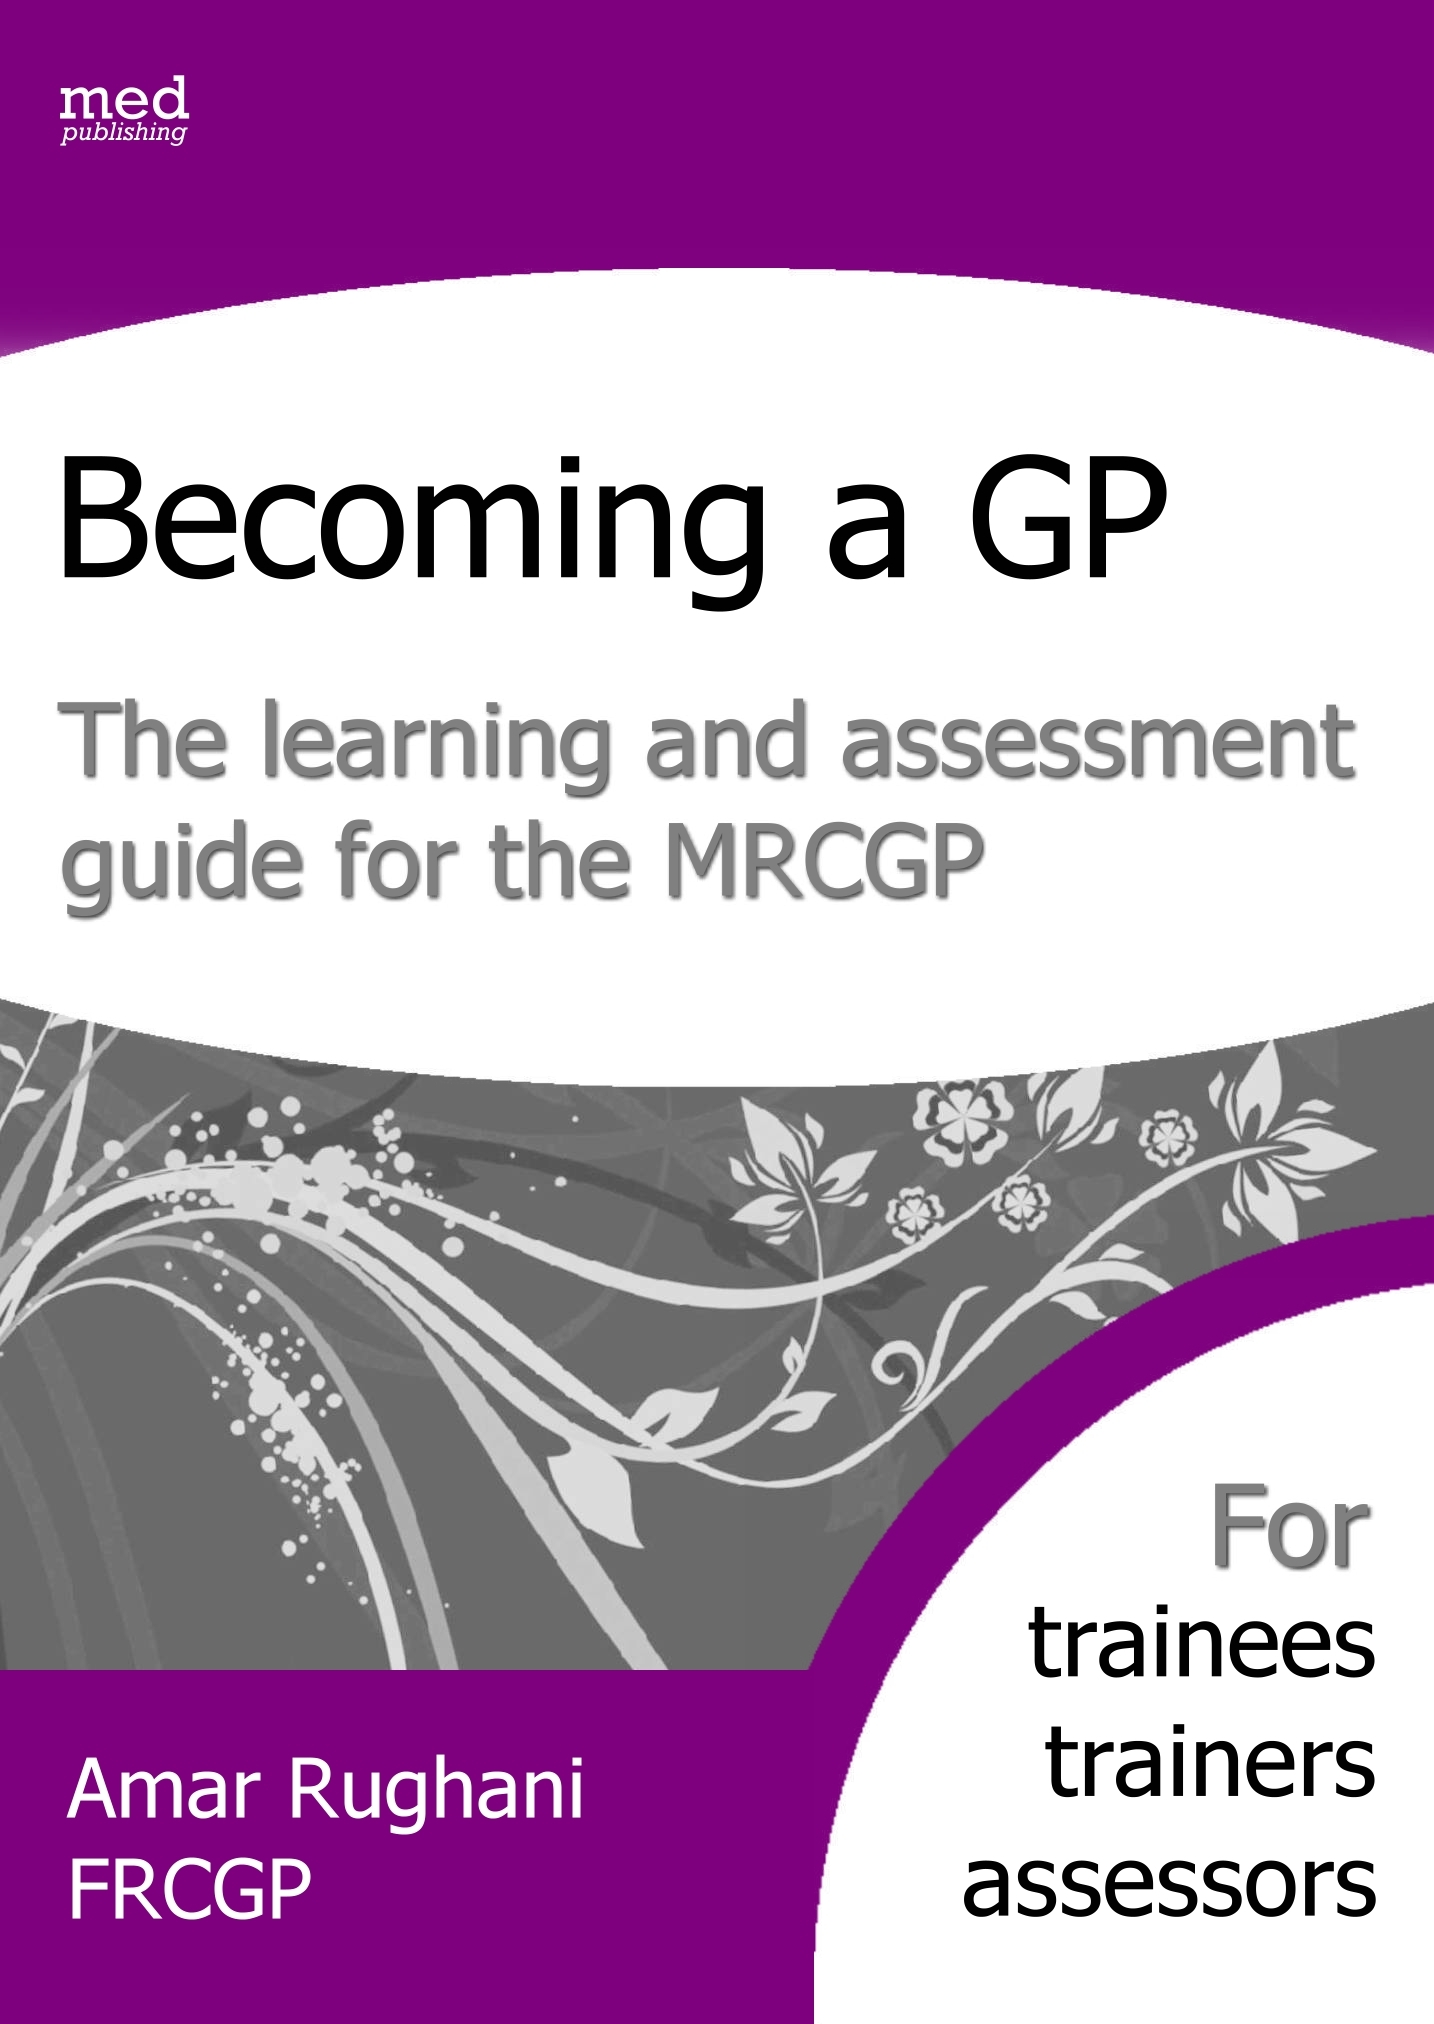 med
publishing
Becoming a GP
The learning and assessment
guide for the MRCGP
For
trainees
trainers
assessors
Amar Rughani
FRCGP